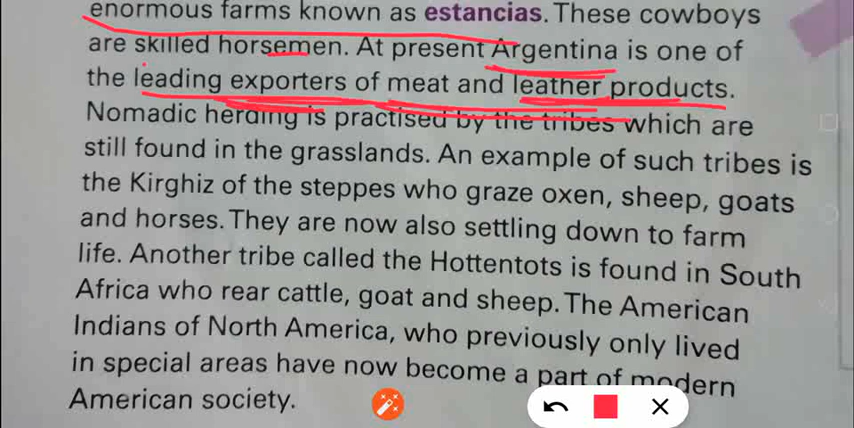 enormous farms known as estancias. These cowboys
are skilled horsemen. At present Argentina is one of
the leading exporters of meat and leather products.
Nomadic herding is practised by the tribes which are
still found in the grasslands. An example of such tribes is
the Kirghiz of the steppes who graze oxen, sheep, goats
and horses. They are now also settling down to farm
life. Another tribe called the Hottentots is found in South
Africa who rear cattle, goat and sheep. The American
Indians of North America, who previously only lived
in special areas have now become a part of modern
American society.